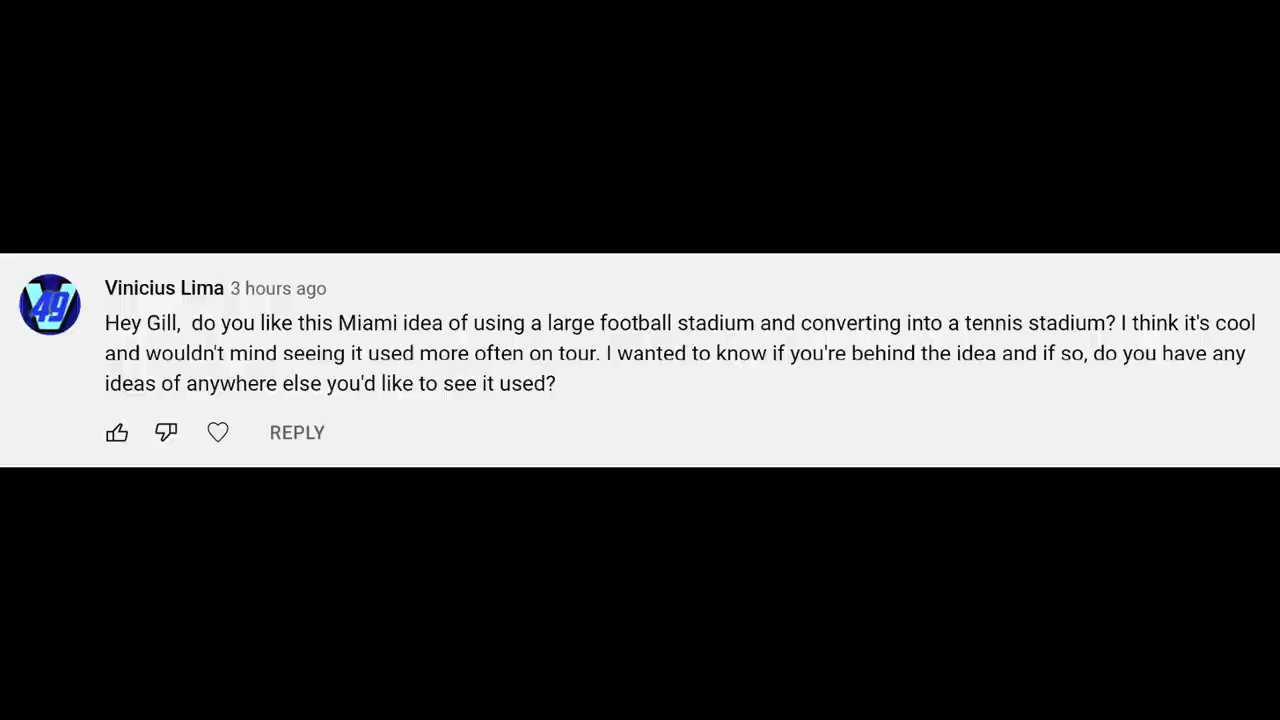 V
49
Vinicius Lima 3 hours ago
Hey Gill,  do you like this Miami idea of using a large football stadium and converting into a tennis stadium? I think it's cool
and wouldn't mind seeing it used more often on tour. I wanted to know if you're behind the idea and if so, do you have any
ideas of anywhere else you'd like to see it used?
REPLY